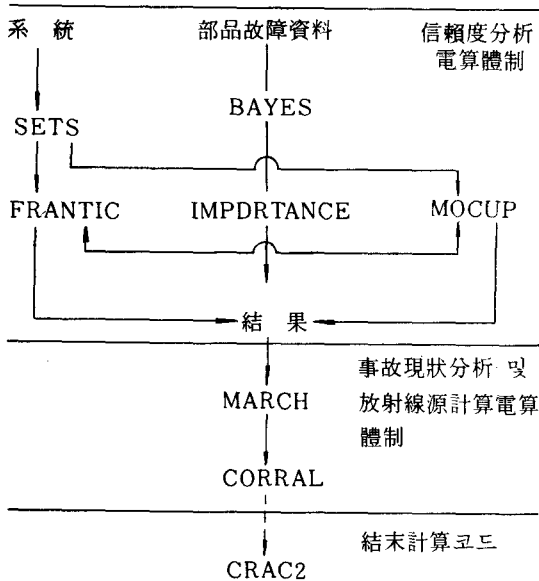 系 統 部品故障資料 信賴度分析
電算體制
BAYES
SETS
FRANTIC IMPDRTANCE MOCUP
結 果
事故現狀分析 및
MARCH 放射線源計算電算
體制
CORRAL
結末計算코드
CRAC2